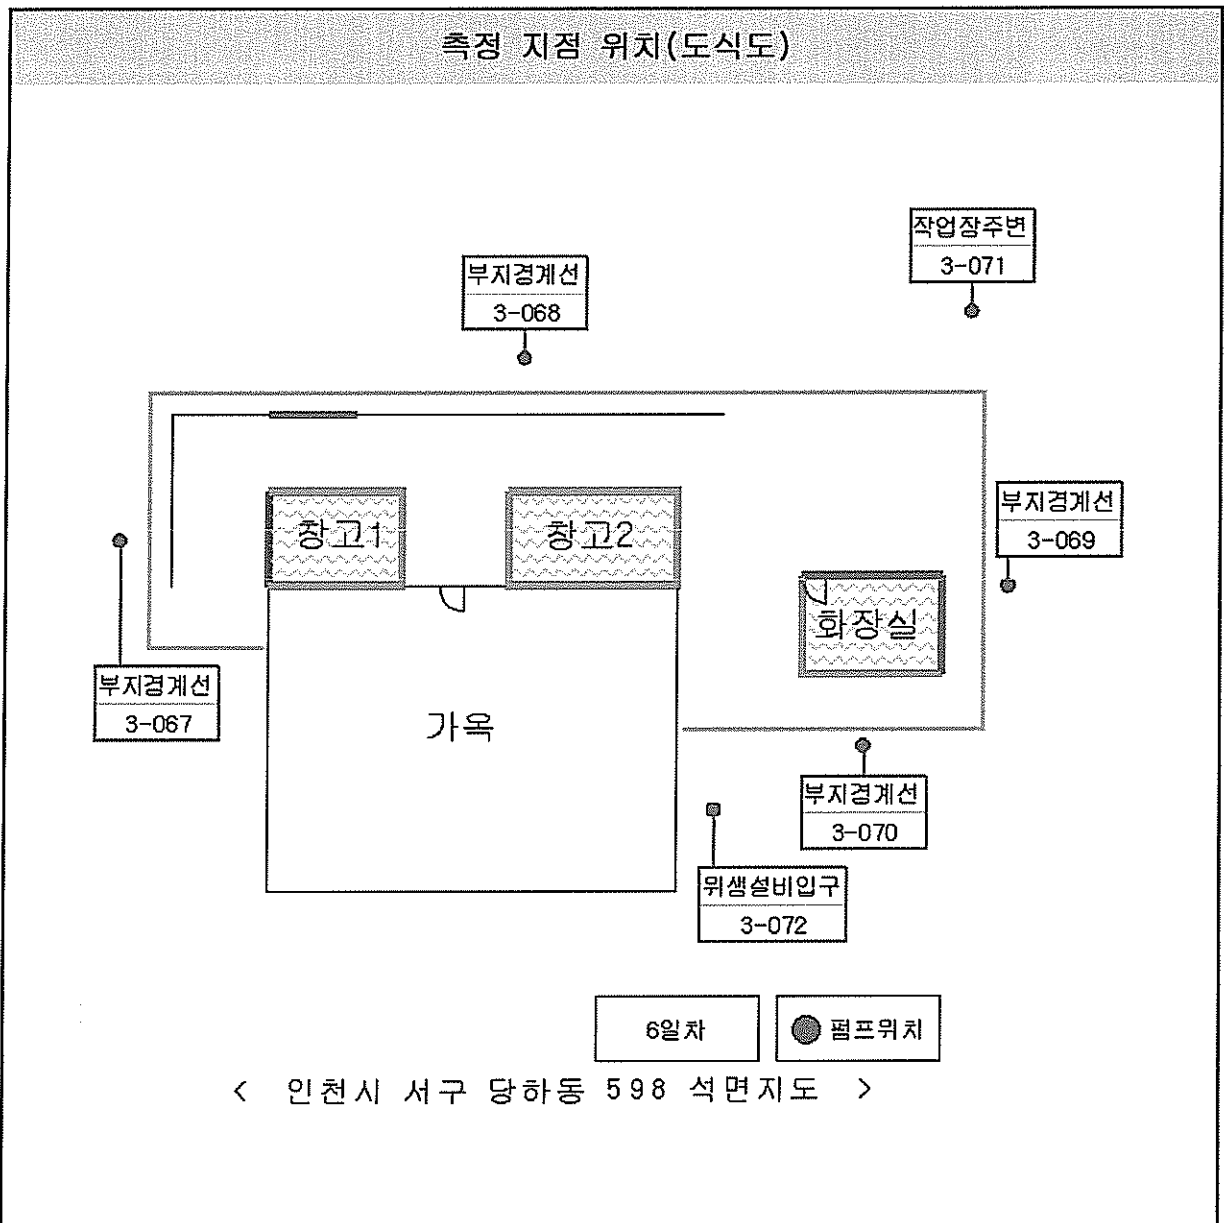 측정 지점 위치(도식도)
작업장주변
3-071
부지경계선
3-068
부지경계선
3-069
창고1
창고2
화장실
부지경계선
3-067
가옥
부지경계선
3-070
위생설비입구
3-072
6일차
펌프위치
< 인천시 서구 당하동 598 석면지도 >